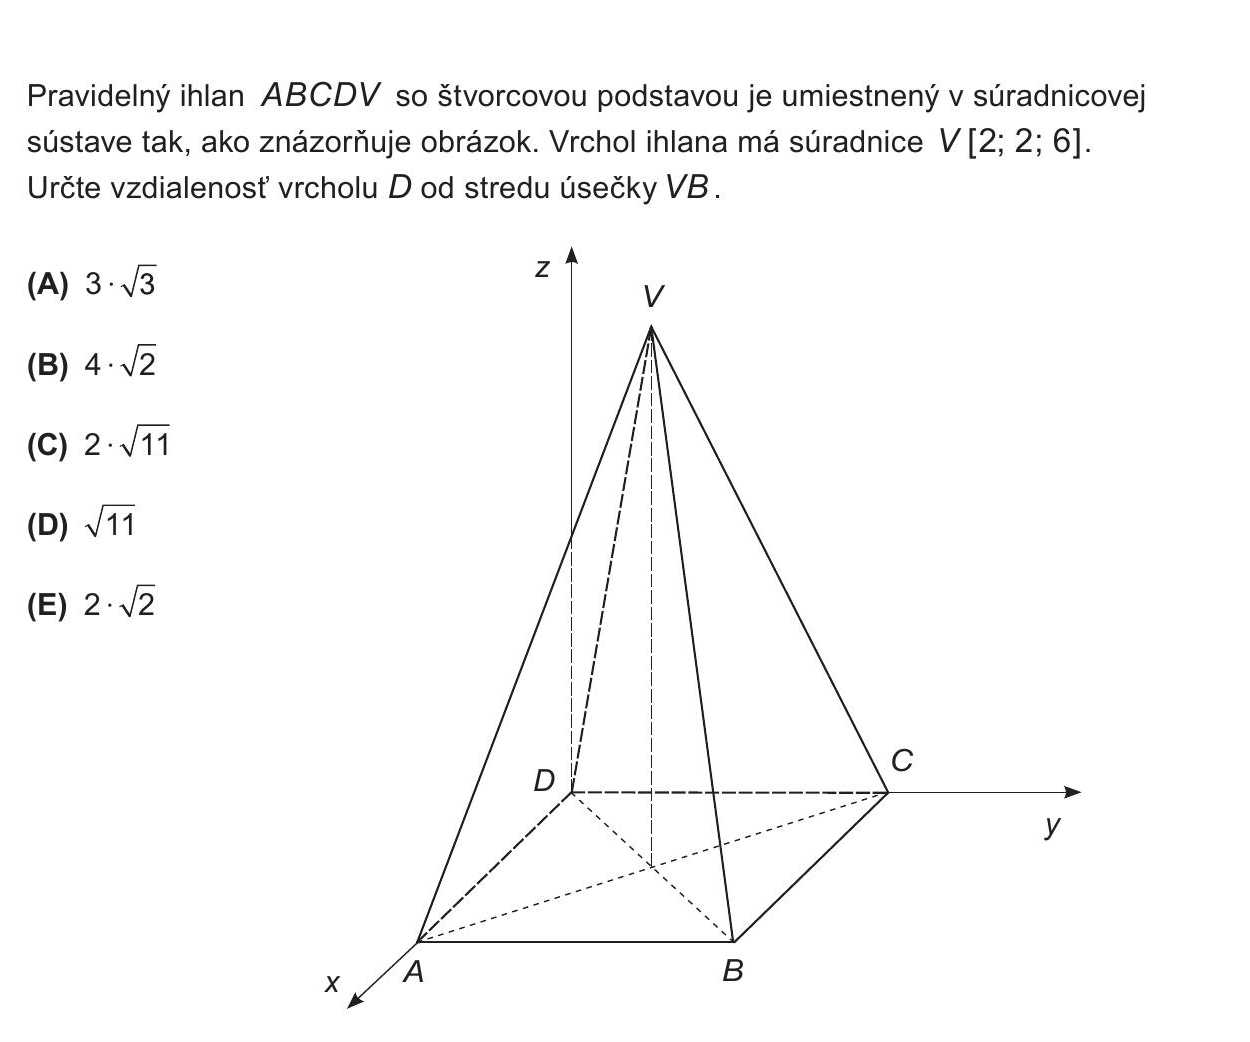 Pravidelný ihlan ABCDV so štvorcovou podstavou je umiestnený v súradnicovej
sústave tak, ako znázorňuje obrázok. Vrchol ihlana má súradnice V[2; 2; 6].
Určte vzdialenosť vrcholu D od stredu úsečky VB.
(A) 3·√3
(B) 4·√2
(C) 2·√11
(D) √11
(E) 2·√2
z
V
D
C
y
x
A
B